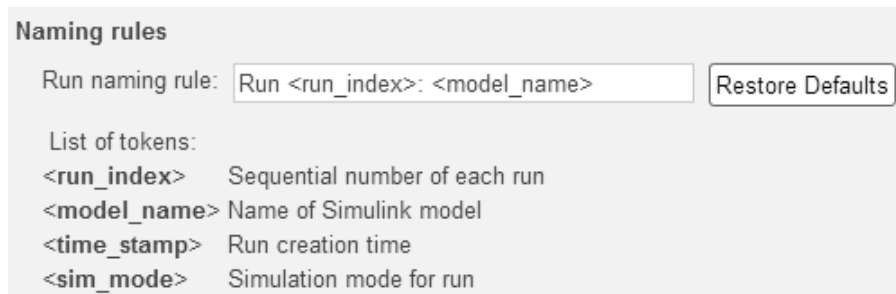 Naming rules
Run naming rule: Run <run_index>: <model_name> Restore Defaults
List of tokens:
<run_index> Sequential number of each run
<model_name> Name of Simulink model
<time_stamp> Run creation time
<sim_mode> Simulation mode for run